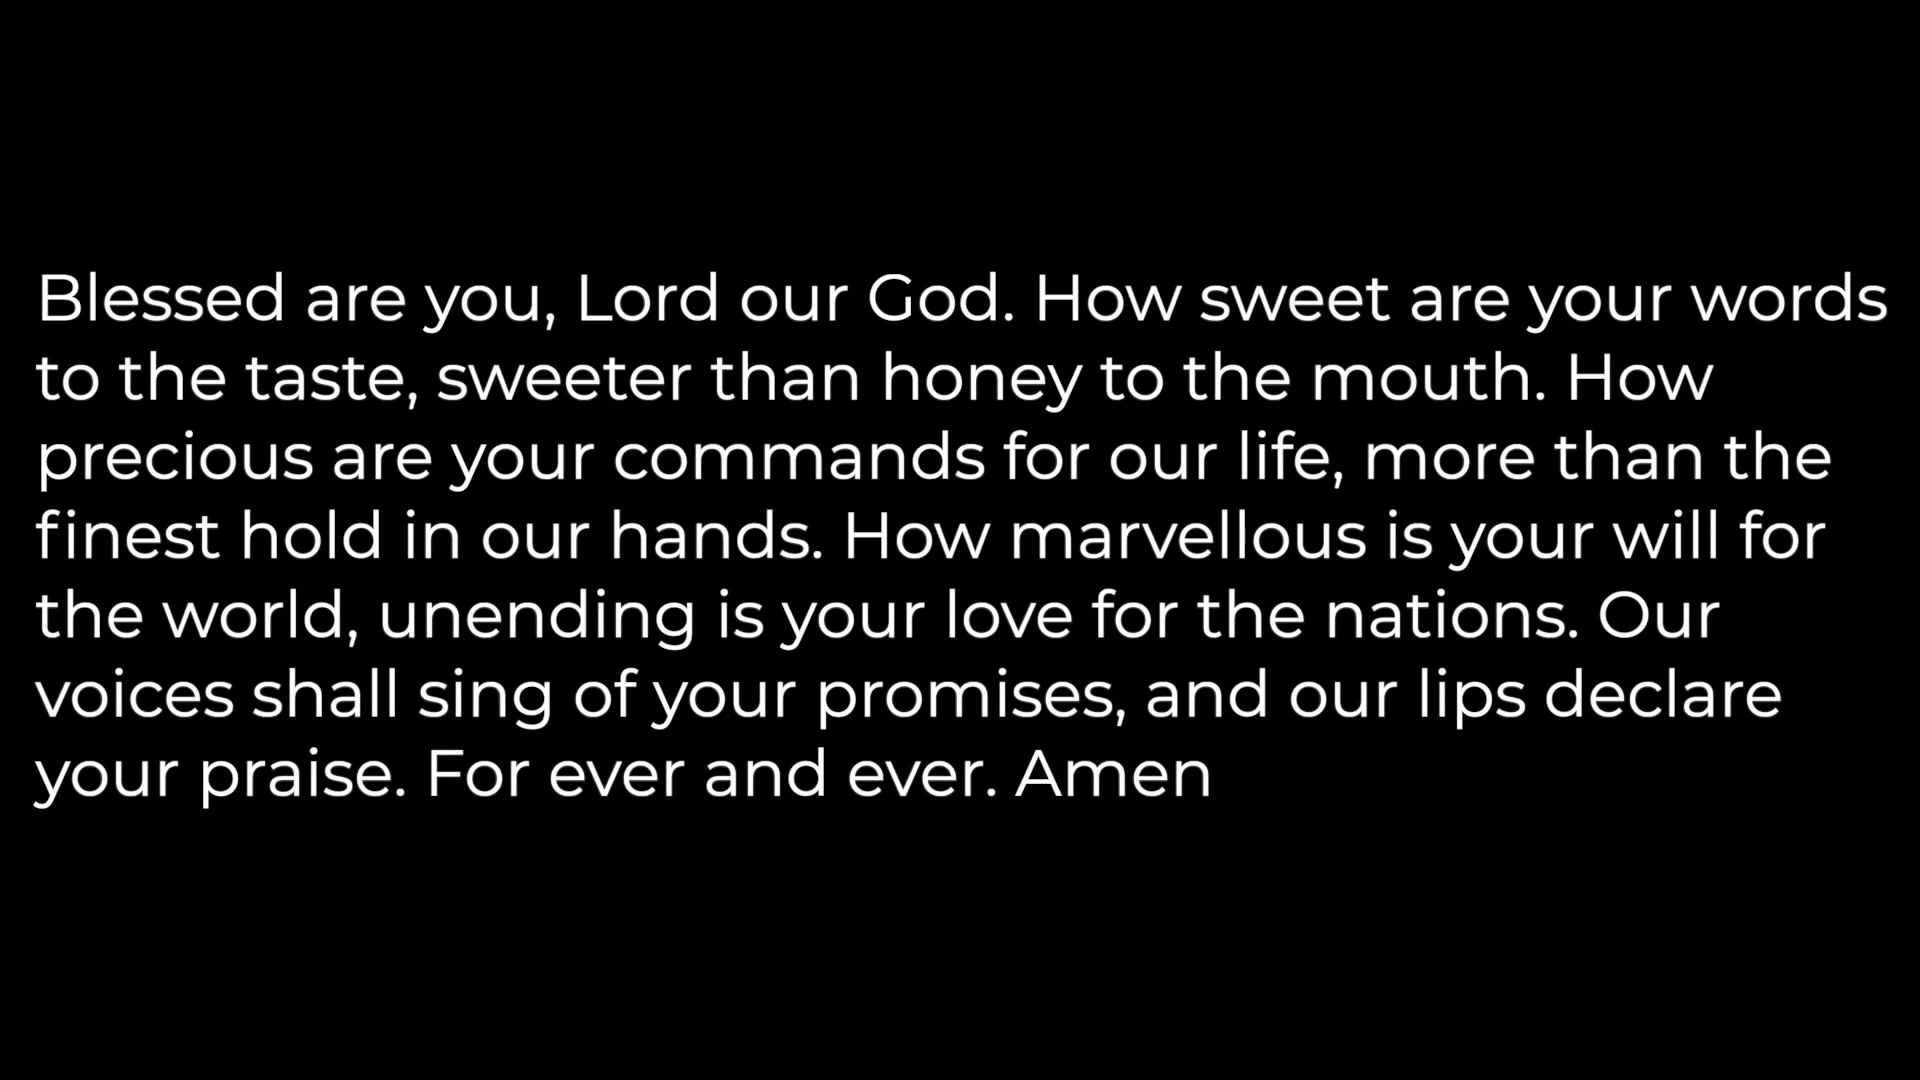 Blessed are you, Lord our God. How sweet are your words
to the taste, sweeter than honey to the mouth. How
precious are your commands for our life, more than the
finest hold in our hands. How marvellous is your will for
the world, unending is your love for the nations. Our
voices shall sing of your promises, and our lips declare
your praise. For ever and ever. Amen